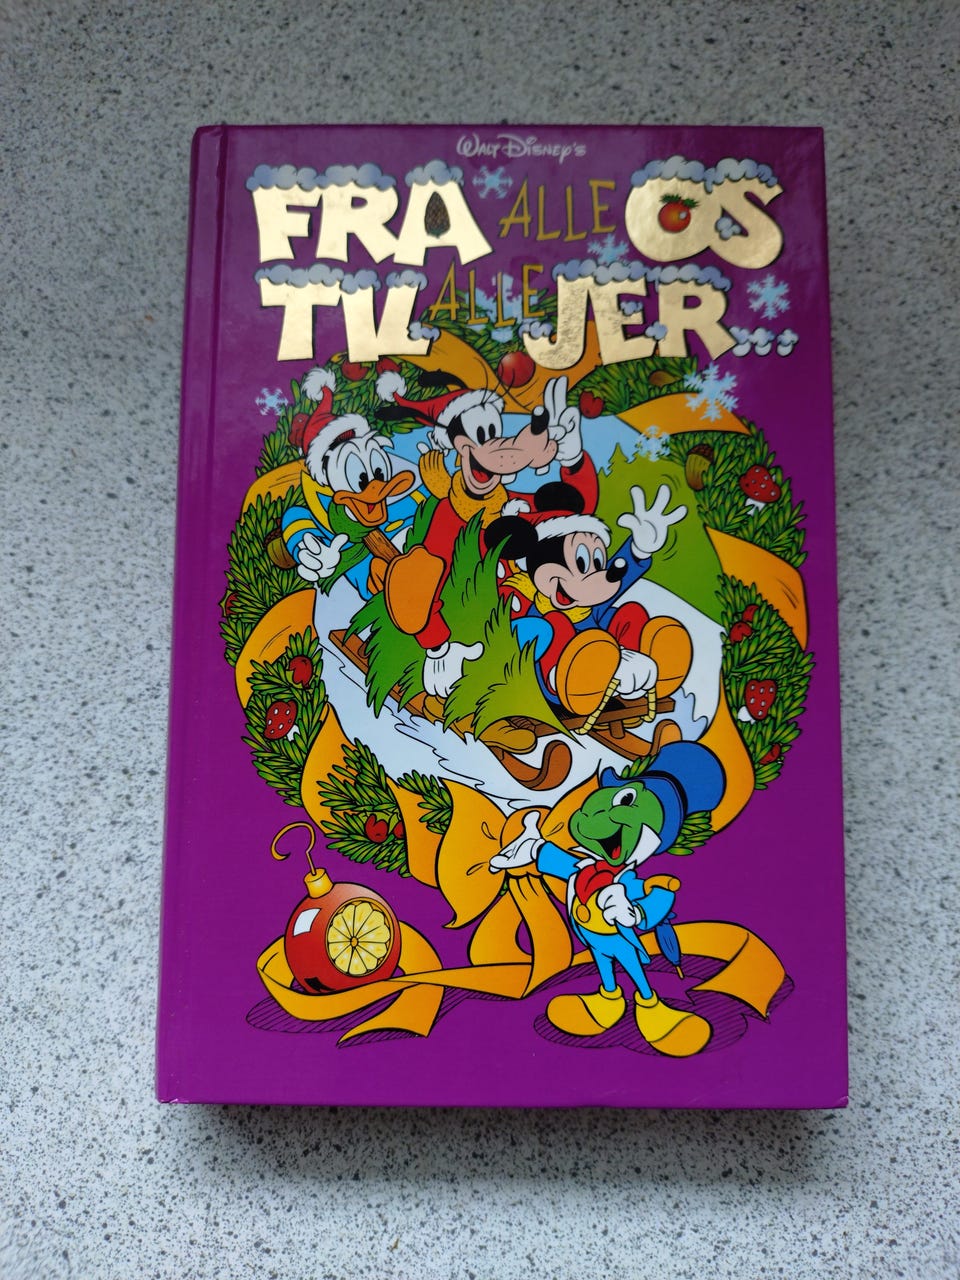 WALT DISNEY'S
FRA ALLE OS
TIL ALLE JER...